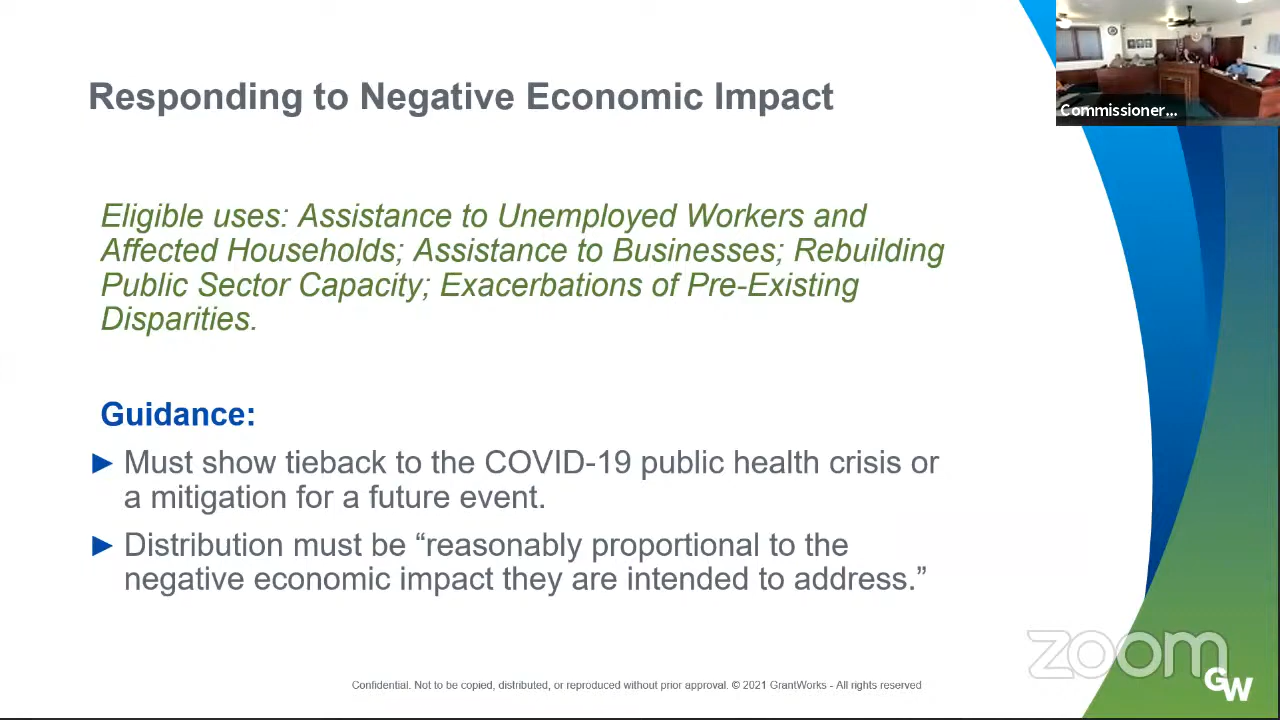 Responding to Negative Economic Impact
Commissioner...
Eligible uses: Assistance to Unemployed Workers and
Affected Households; Assistance to Businesses; Rebuilding
Public Sector Capacity; Exacerbations of Pre-Existing
Disparities.
Guidance:
► Must show tieback to the COVID-19 public health crisis or
a mitigation for a future event.
► Distribution must be “reasonably proportional to the
negative economic impact they are intended to address.”
zoom
GW
Confidential. Not to be copied, distributed, or reproduced without prior approval. © 2021 GrantWorks - All rights reserved